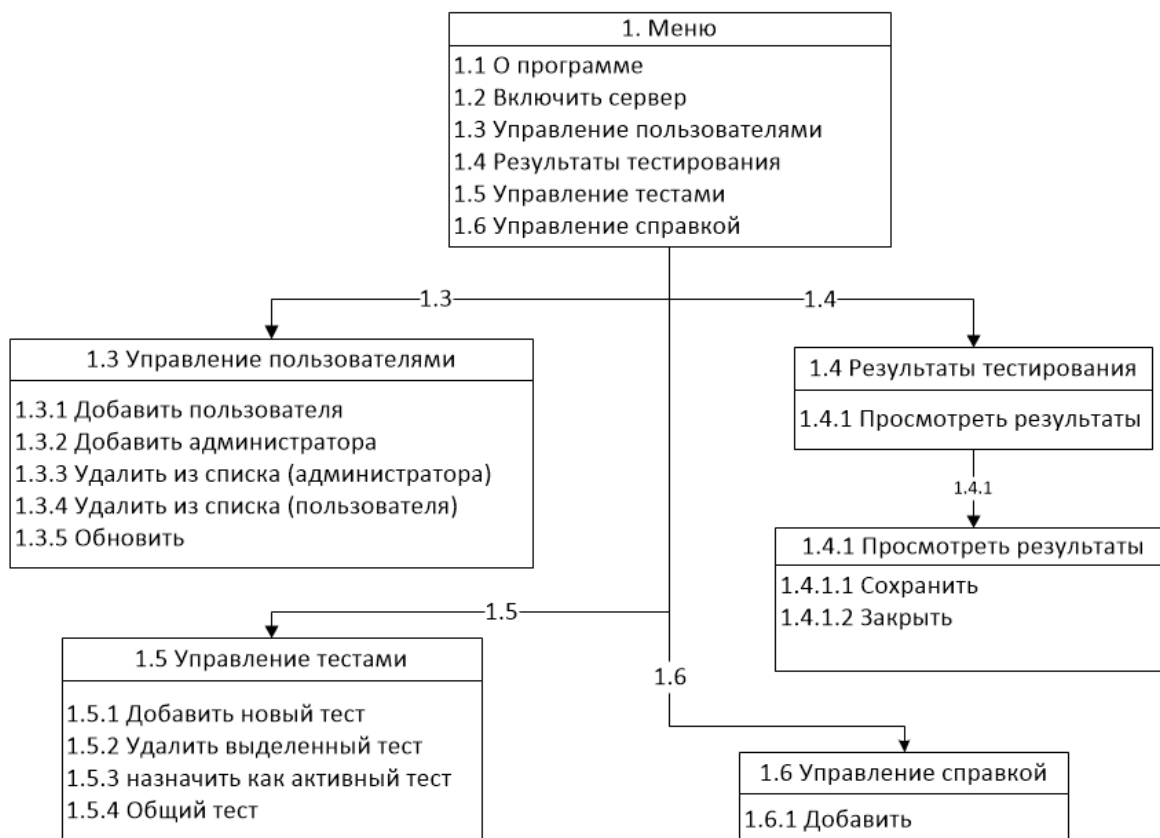 1. Меню
1.1 О программе
1.2 Включить сервер
1.3 Управление пользователями
1.4 Результаты тестирования
1.5 Управление тестами
1.6 Управление справкой
1.3
1.4
1.3 Управление пользователями
1.3.1 Добавить пользователя
1.3.2 Добавить администратора
1.3.3 Удалить из списка (администратора)
1.3.4 Удалить из списка (пользователя)
1.3.5 Обновить
1.4 Результаты тестирования
1.4.1 Просмотреть результаты
1.4.1
1.4.1 Просмотреть результаты
1.4.1.1 Сохранить
1.4.1.2 Закрыть
1.5
1.5 Управление тестами
1.5.1 Добавить новый тест
1.5.2 Удалить выделенный тест
1.5.3 назначить как активный тест
1.5.4 Общий тест
1.6
1.6 Управление справкой
1.6.1 Добавить